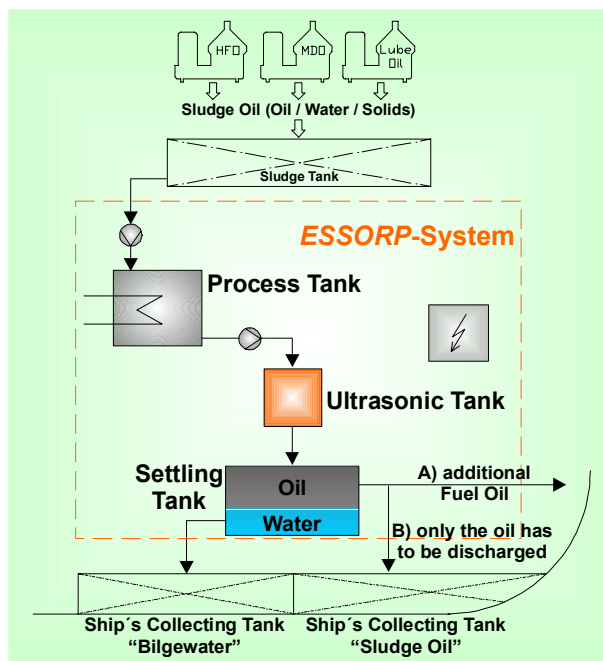 HFO
MDO
Lube
Oil
Sludge Oil (Oil / Water / Solids)
Sludge Tank
ESSORP-System
Process Tank
Ultrasonic Tank
Settling
Tank
Oil
Water
A) additional
Fuel Oil
B) only the oil has
to be discharged
Ship´s Collecting Tank
“Bilgewater”
Ship´s Collecting Tank
“Sludge Oil”